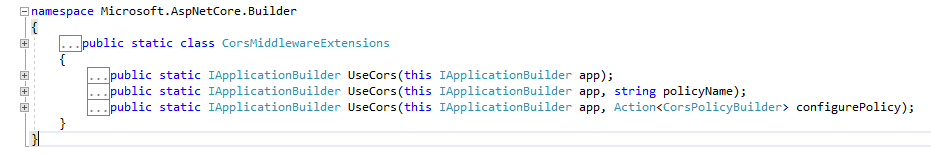 namespace Microsoft.AspNetCore.Builder
{
...public static class CorsMiddlewareExtensions
{
...public static IApplicationBuilder UseCors(this IApplicationBuilder app);
...public static IApplicationBuilder UseCors(this IApplicationBuilder app, string policyName);
...public static IApplicationBuilder UseCors(this IApplicationBuilder app, Action<CorsPolicyBuilder> configurePolicy);
}
}